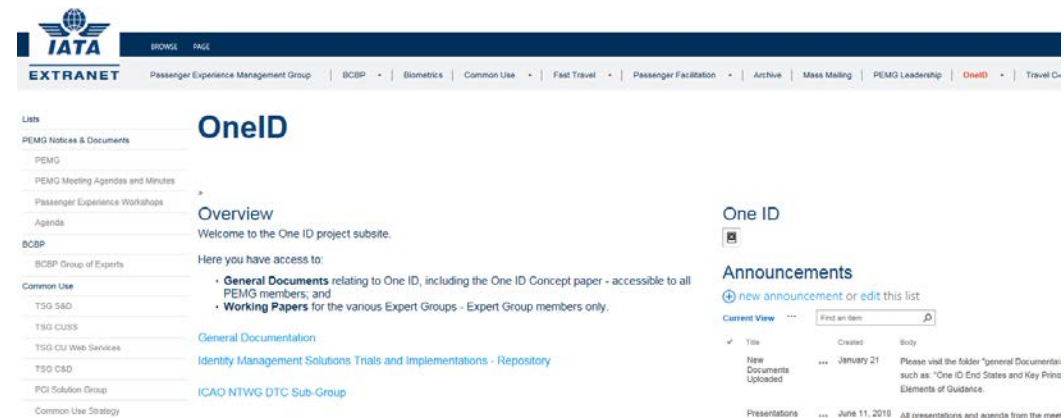 IATA
EXTRANET
BROWSE PAGE
Passenger Experience Management Group | BCBP | Biometrics | Common Use | Fast Travel | Passenger Facilitation | Archive | Mass Mailing | PEMG Leadership | OneID | Travel
Lists
PEMG Notices & Documents
PEMG
PEMG Meeting Agendas and Minutes
Passenger Experience Workshops
Agenda
BCBP
BCBP Group of Experts
Common Use
TSG S&D
TSG CUSS
TSG CU Web Services
TSG C&D
PCI Solution Group
Common Use Strategy
OneID
Overview
Welcome to the One ID project subsite.
Here you have access to:
• General Documents relating to One ID, including the One ID Concept paper - accessible to all
PEMG members; and
• Working Papers for the various Expert Groups - Expert Group members only.
General Documentation
Identity Management Solutions Trials and Implementations - Repository
ICAO NTWG DTC Sub-Group
One ID
Announcements
new announcement or edit this list
Current View ... Find an item
Title Created Body
New Documents Uploaded ... January 21 Please visit the folder "general
such as: "One ID End States and Key
Elements of Guidance.
Presentations ... June 11, 2018 All presentations and agenda from the